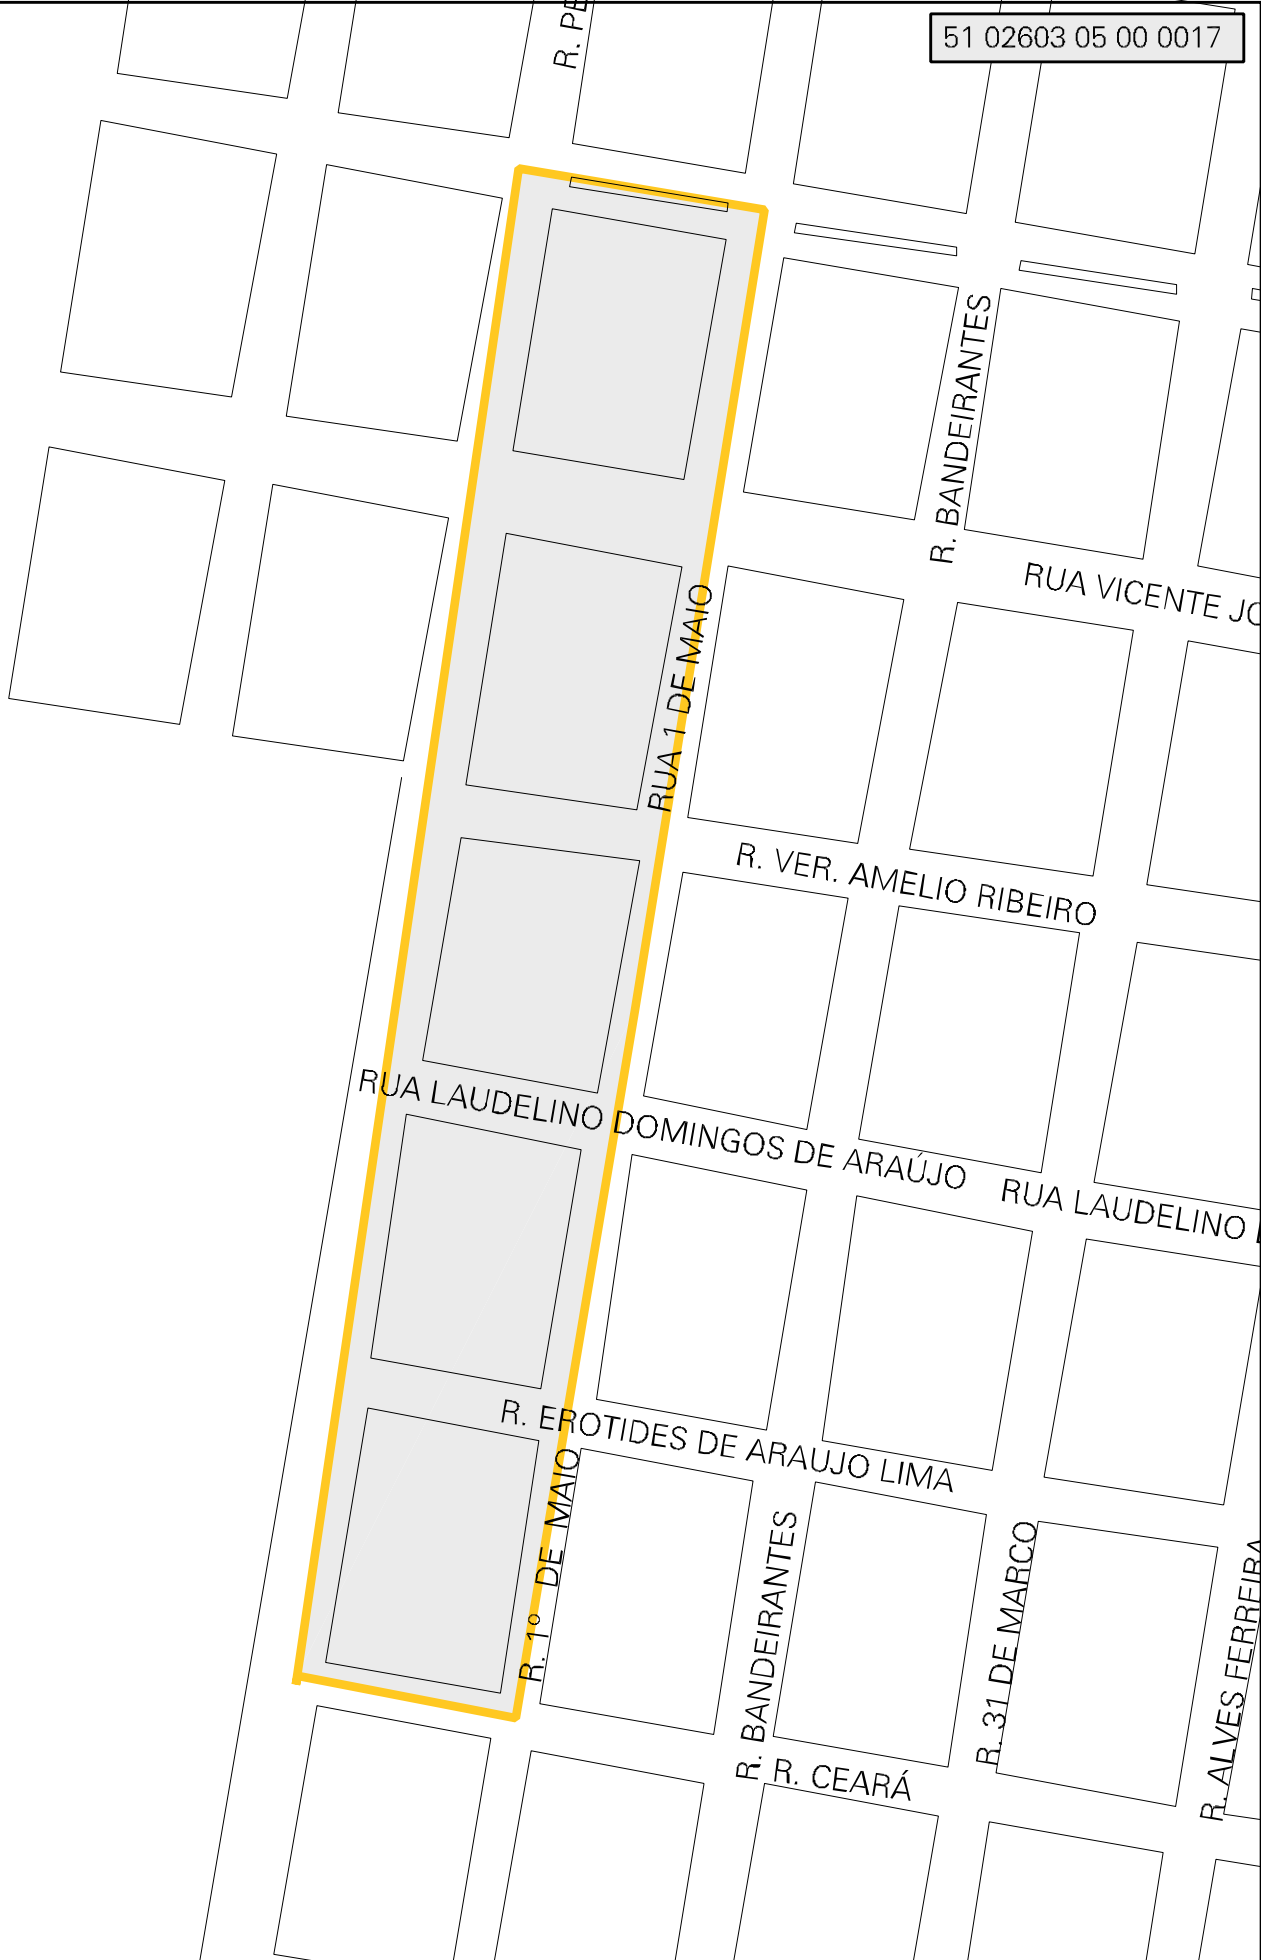 51 02603 05 00 0017
R. BANDEIRANTES
RUA VICENTE
RUA 1 DE MAIO
R. VER. AMELIO RIBEIRO
RUA LAUDELINO DOMINGOS DE ARAÚJO
RUA LAUDELINO
R. EROTIDES DE ARAUJO LIMA
R. 1º DE MAIO
R. BANDEIRANTES
R. 31 DE MARCO
R. ALVES FERREIRA
R. CEARÁ